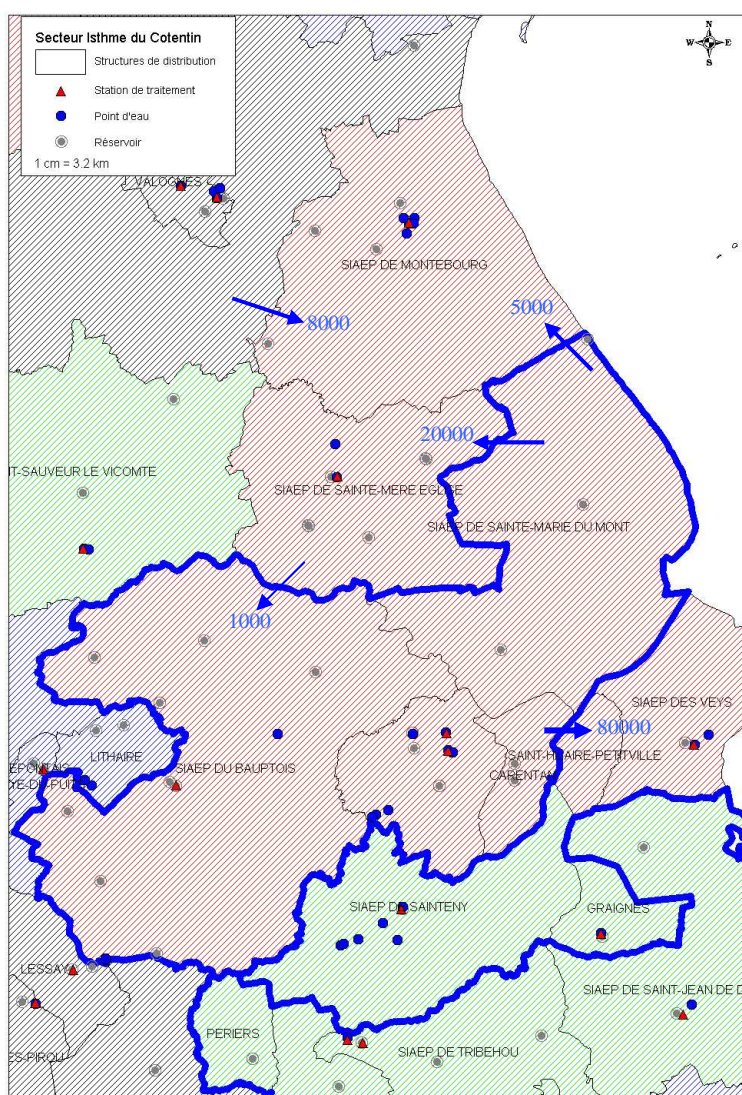 Secteur Isthme du Cotentin
Structures de distribution
Station de traitement
Point d'eau
Réservoir
1 cm = 3.2 km
N
W E
S
VALOGNES
SIAEP DE MONTEBOURG
8000
5000
20000
NT-SAUVEUR LE VICOMTE
SIAEP DE SAINTE-MERE EGLISE
SIAEP DE SAINTE-MARIE DU MONT
1000
SIAEP DES VEYS
80000
LITHAIRE
SAINT-HILAIRE-PETITVILLE
SIAEP DU BAUPTOIS
CARENTAN
SIAEP DE SAINTENY
GRAIGNES
LESSAY
SIAEP DE SAINT-JEAN DE D
PERIERS
SIAEP DE TRIBEHOU
ES-PIROU